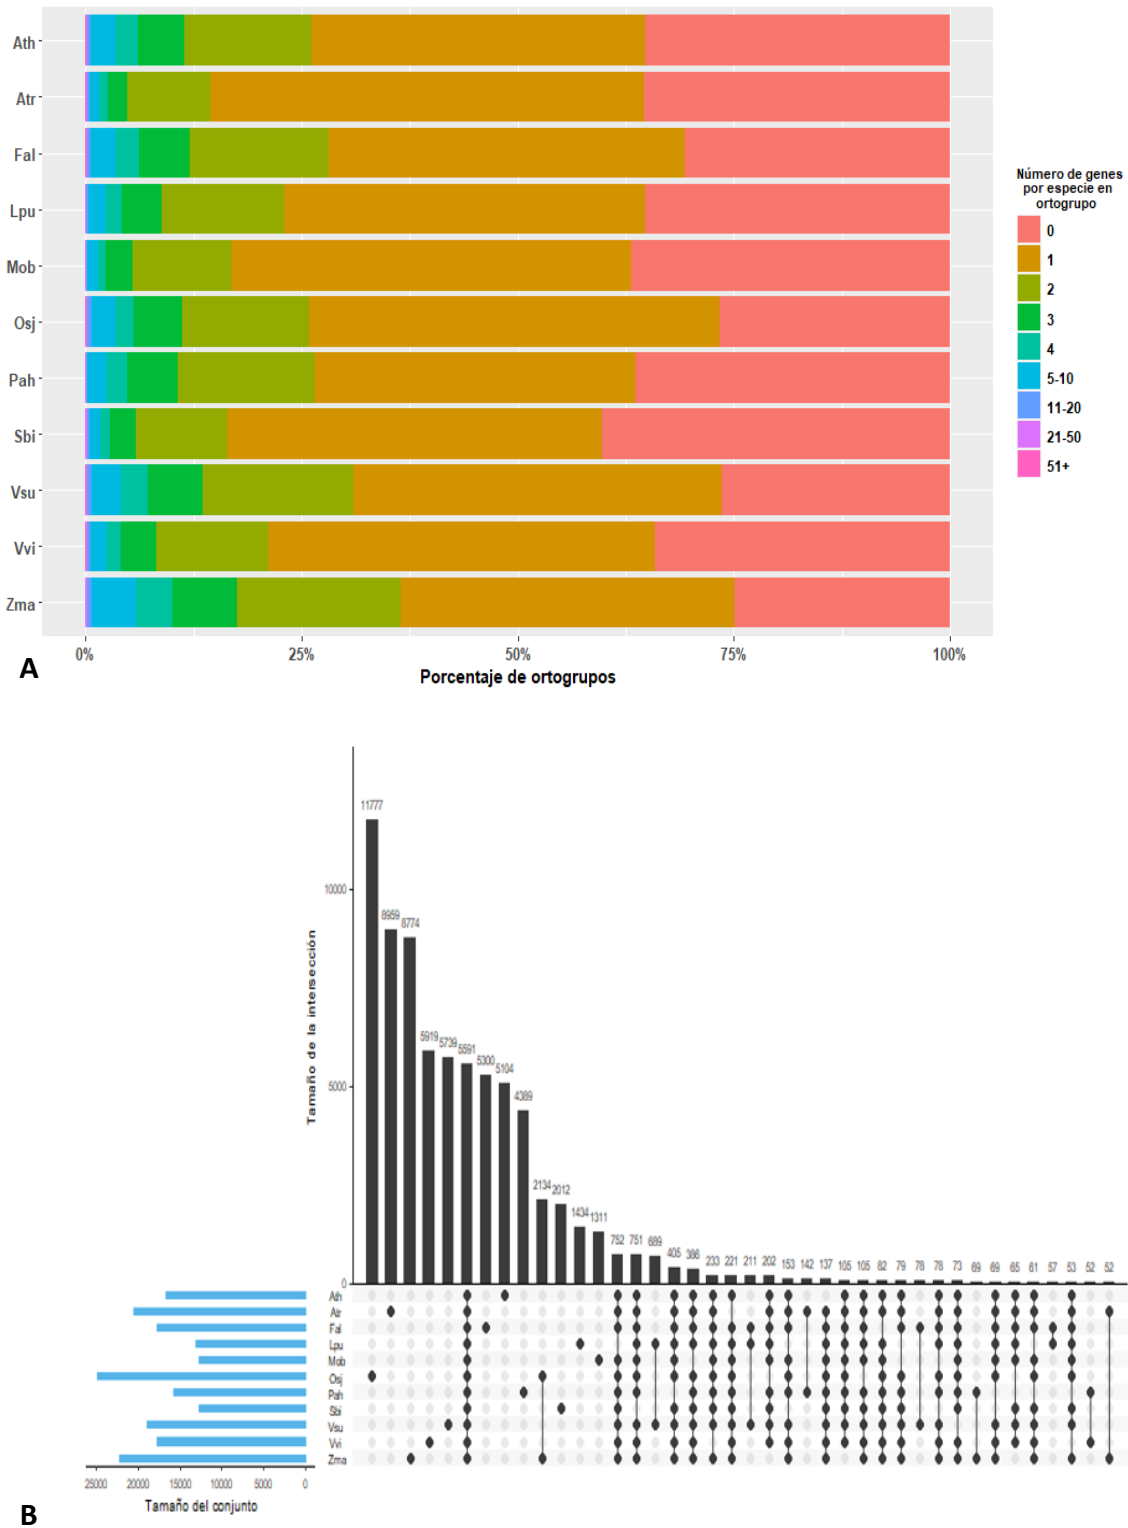 Ath
Atr
Fal
Lpu
Mob
Osj
Pah
Sbi
Vsu
Vvi
Zma
0% 25% 50% 75% 100%
Porcentaje de ortogrupos
A
Número de genes
por especie en
ortogrupo
0
1
2
3
4
5-10
11-20
21-50
51+
Tamaño de la intersección
10000
5000
0
11777 8959 8774 5919 5739 5591 5300 5104 4389 2134 2012 1434 1311 752 751 689 405 386 233 221 211 202 153 142 137 105 105 82 79 78 78 73 69 69 65 61 57 53 52 52
Ath
Atr
Fal
Lpu
Mob
Osj
Pah
Sbi
Vsu
Vvi
Zma
25000 20000 15000 10000 5000 0
Tamaño del conjunto
B